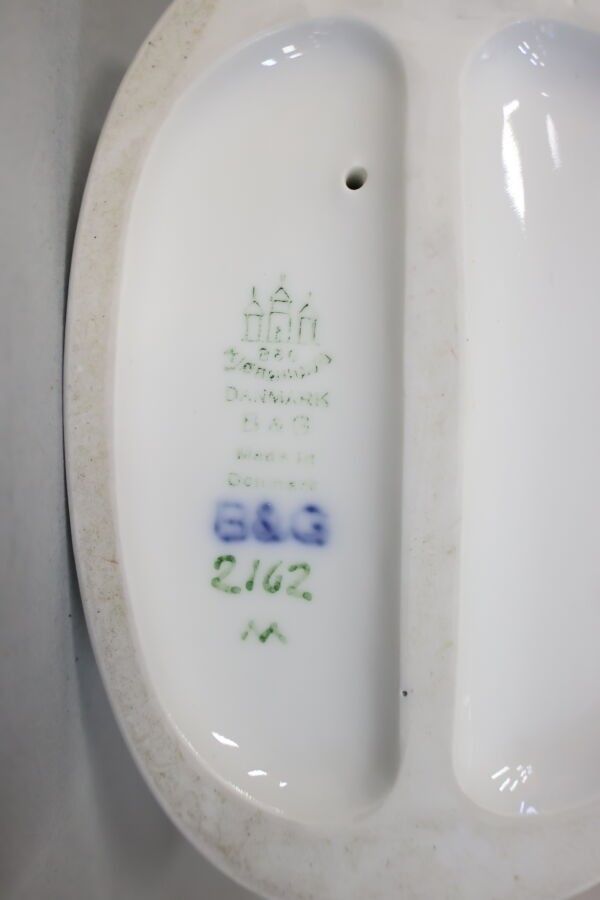 DANMARK
B & G
Made in
Denmark
B&G
2162
M